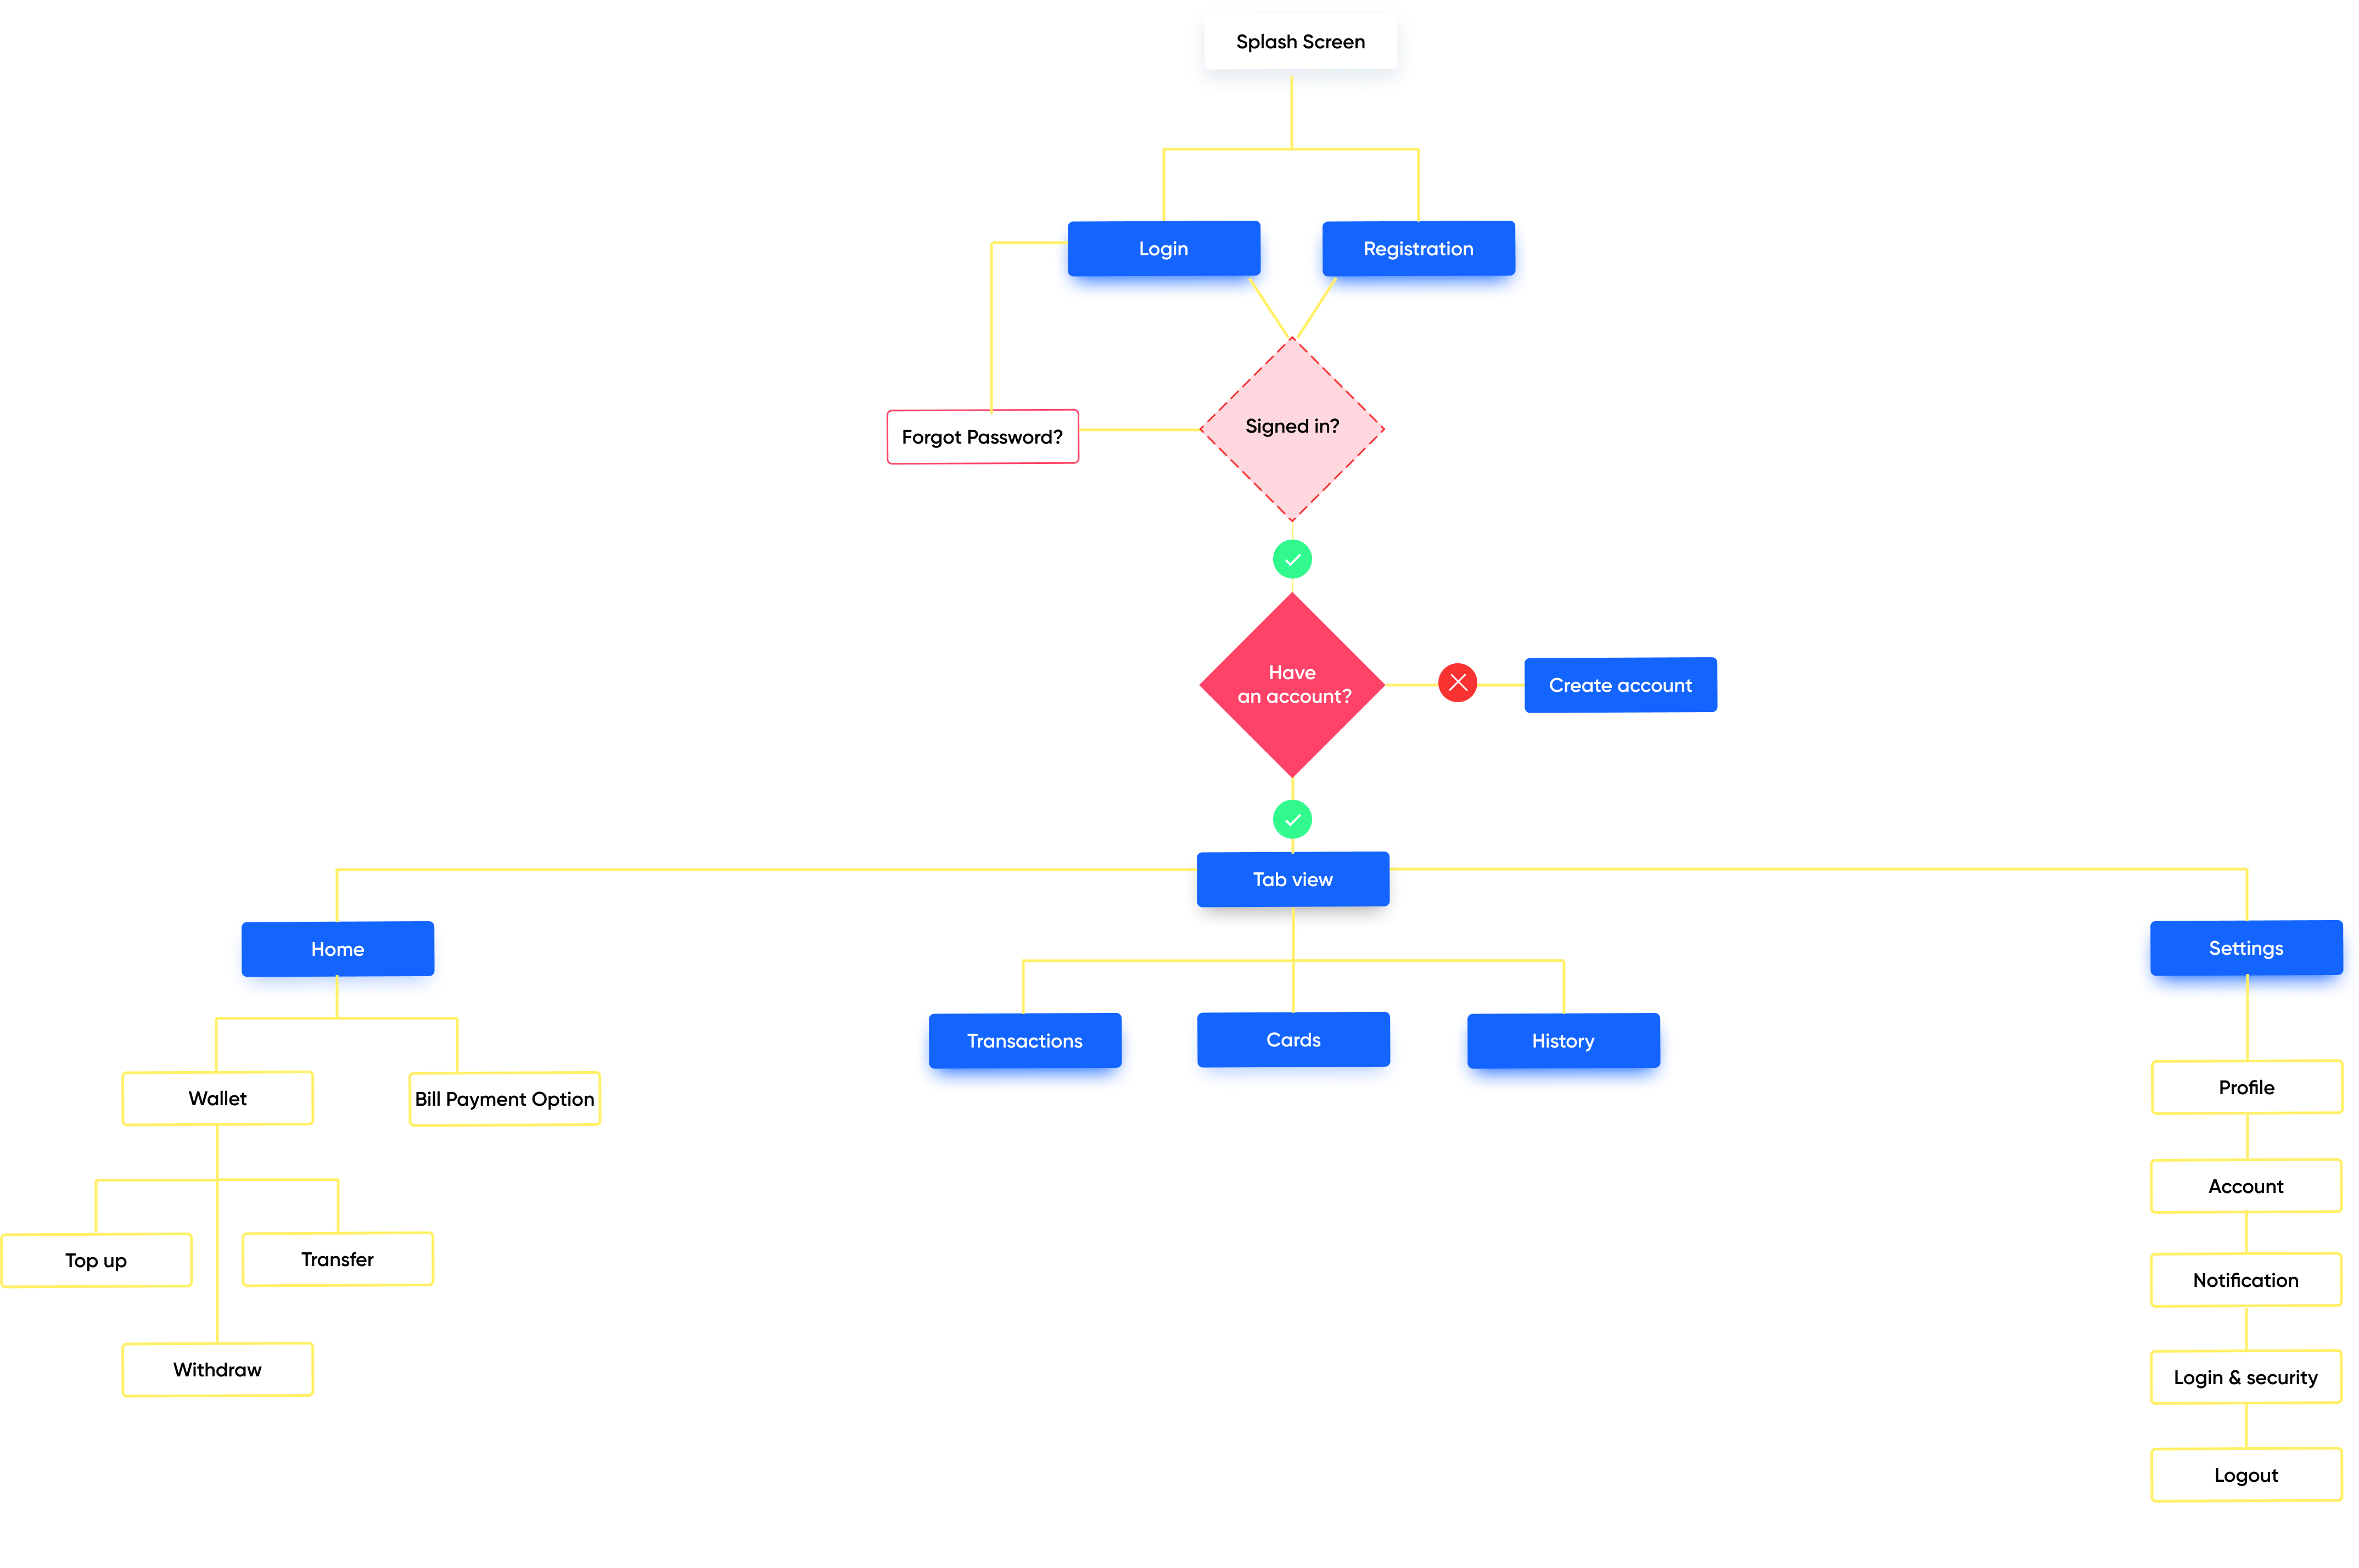 Splash Screen
Login
Registration
Signed in?
Forgot Password?
Have
an account?
Create account
Tab view
Home
Settings
Transactions
Cards
History
Wallet
Bill Payment Option
Profile
Account
Top up
Transfer
Notification
Withdraw
Login & security
Logout